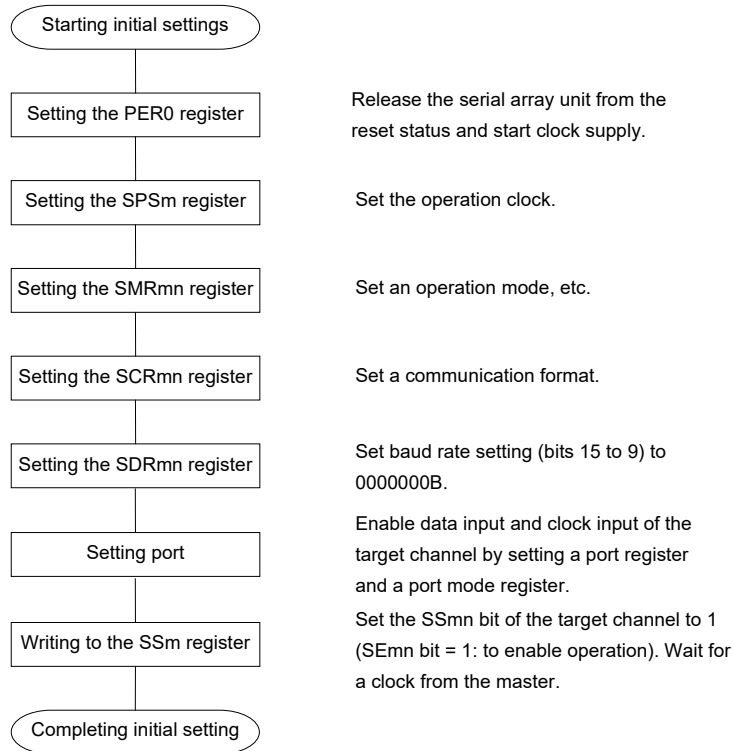 Starting initial settings
Setting the PER0 register
Release the serial array unit from the
reset status and start clock supply.
Setting the SPSm register
Set the operation clock.
Setting the SMRmn register
Set an operation mode, etc.
Setting the SCRmn register
Set a communication format.
Setting the SDRmn register
Set baud rate setting (bits 15 to 9) to
0000000B.
Setting port
Enable data input and clock input of the
target channel by setting a port register
and a port mode register.
Writing to the SSm register
Set the SSmn bit of the target channel to 1
(SEmn bit = 1: to enable operation). Wait for
a clock from the master.
Completing initial setting